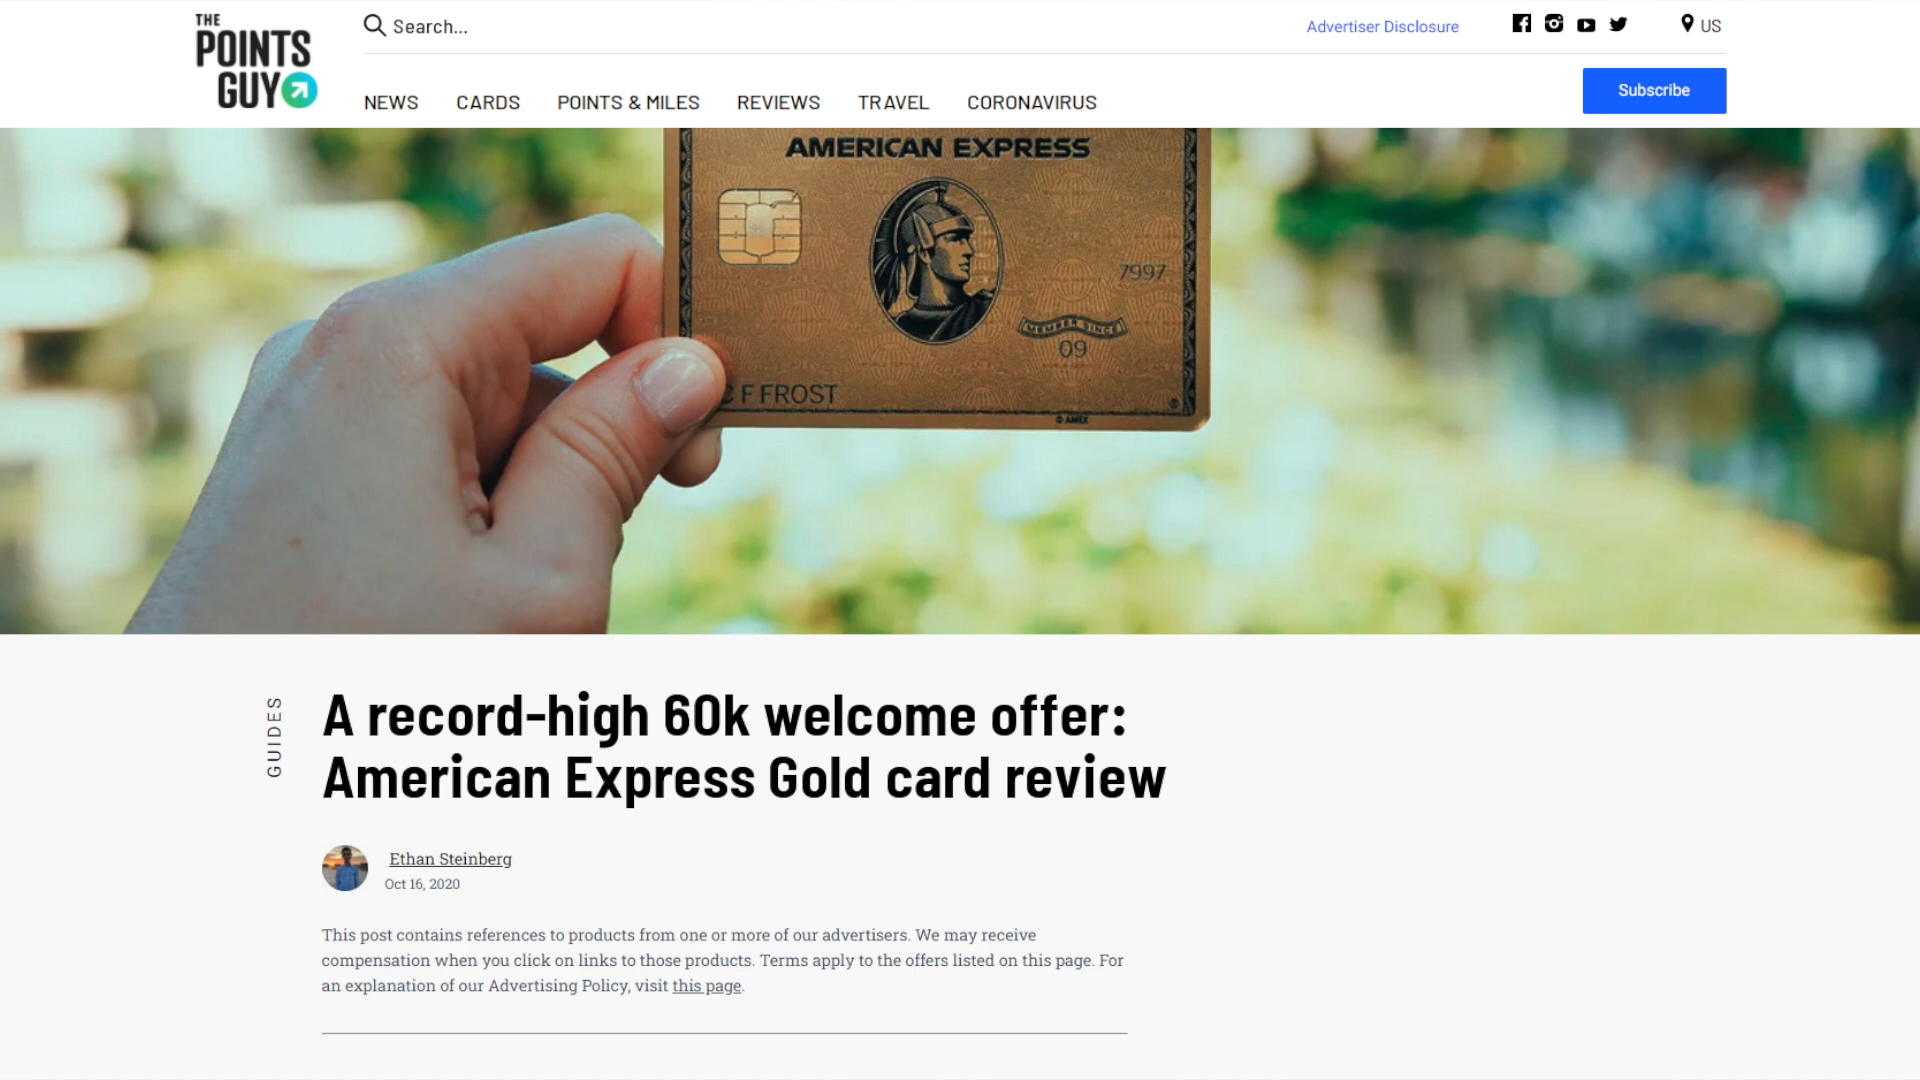 THE
POINTS
GUY
Search...
Advertiser Disclosure
US
NEWS CARDS POINTS & MILES REVIEWS TRAVEL CORONAVIRUS
Subscribe
AMERICAN EXPRESS
7997
MEMBER SINCE
09
C F FROST
© AMEX
GUIDES
A record-high 60k welcome offer:
American Express Gold card review
Ethan Steinberg
Oct 16, 2020
This post contains references to products from one or more of our advertisers. We may receive
compensation when you click on links to those products. Terms apply to the offers listed on this page. For
an explanation of our Advertising Policy, visit this page.